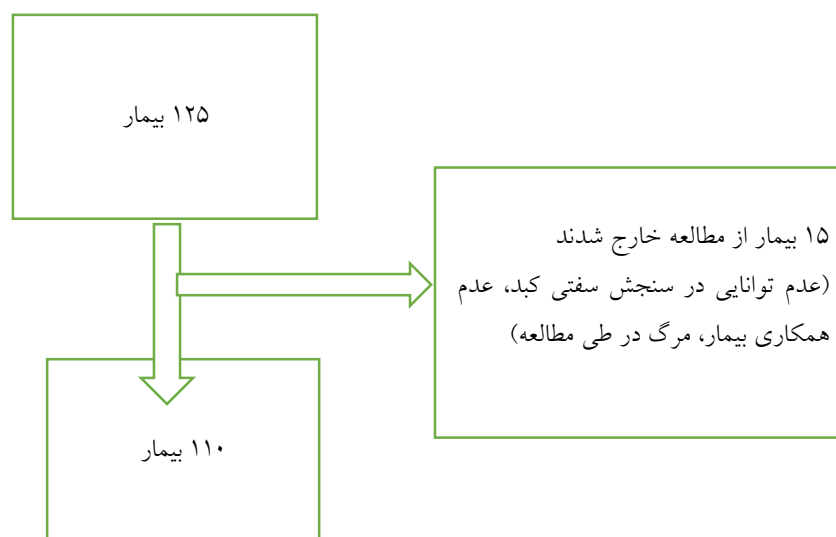 ۱۲۵ بیمار
۱۵ بیمار از مطالعه خارج شدند
(عدم توانایی در سنجش سفتی کبد، عدم
همکاری بیمار، مرگ در طی مطالعه)
۱۱۰ بیمار